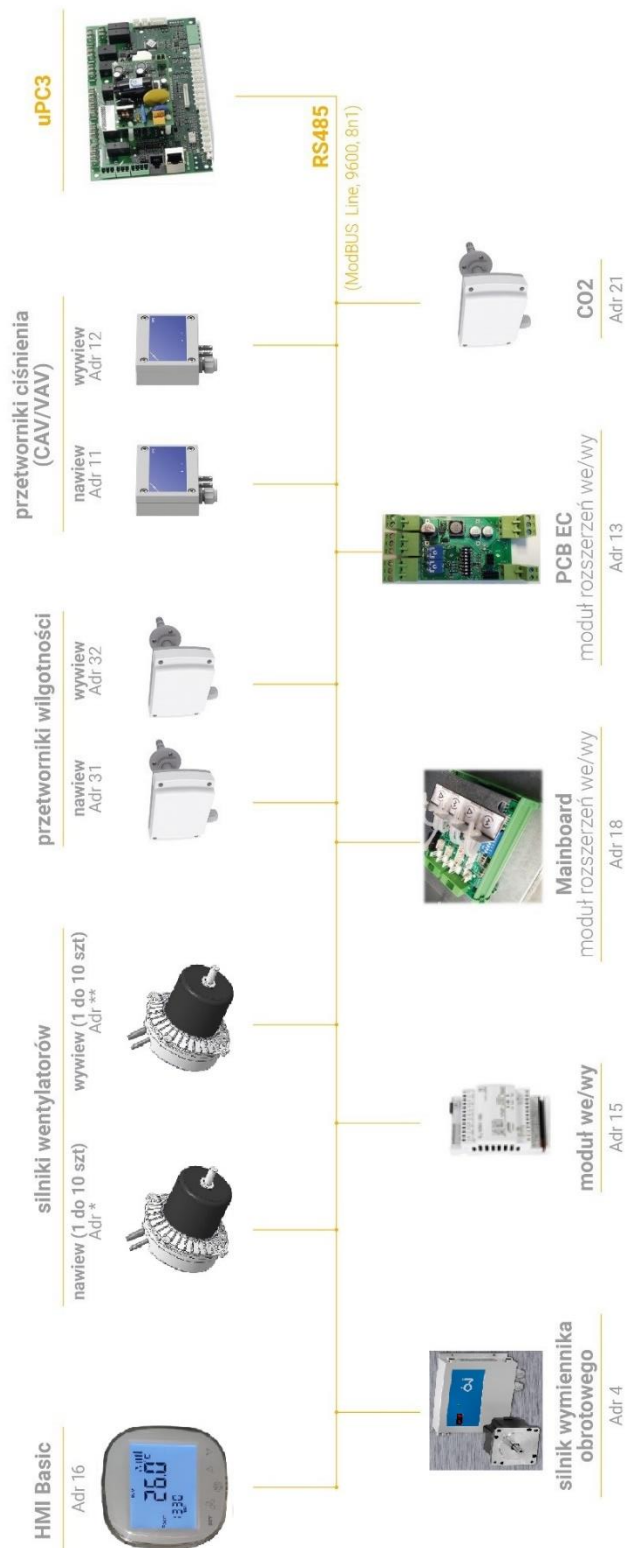 uPC3
RS485
(ModBUS Line, 9600, 8n1)
przetworniki ciśnienia
(CAV/VAV)
wywiew
Adr 12
nawiew
Adr 11
CO2
Adr 21
PCB EC
moduł rozszerzeń we/wy
Adr 13
przetworniki wilgotności
wywiew
Adr 32
nawiew
Adr 31
Mainboard
moduł rozszerzeń we/wy
Adr 18
silniki wentylatorów
wywiew (1 do 10 szt)
Adr **
nawiew (1 do 10 szt)
Adr *
moduł we/wy
Adr 15
HMI Basic
Adr 16
26.0
13:30
silnik wymiennika
obrotowego
Adr 4